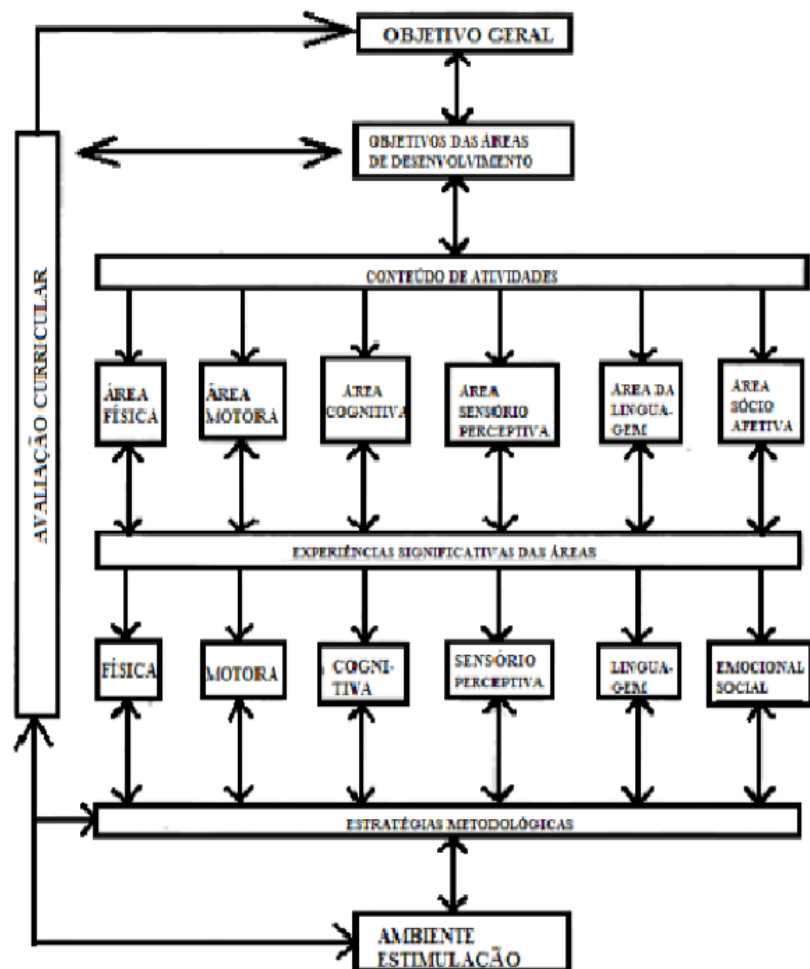 OBJETIVO GERAL
OBJETIVOS DAS ÁREAS
DE DESENVOLVIMENTO
AVALIAÇÃO CURRICULAR
CONTEÚDO DE ATIVIDADES
ÁREA
FÍSICA
ÁREA
MOTOIRA
ÁREA
COGNITIVA
ÁREA
SENSÓRIO
PERCEPTIVA
ÁREA DA
LINGUA-
GEM
ÁREA
SÓCIO
AFETIVA
EXPERIÊNCIAS SIGNIFICATIVAS DAS ÁREAS
FÍSICA
MOTOIRA
COGNI-
TIVA
SENSÓRIO
PERCEPTIVA
LINGUA-
GEM
EMOCIONAL
SOCIAL
ESTRATÉGIAS METODOLÓGICAS
AMBIENTE
ESTIMULAÇÃO